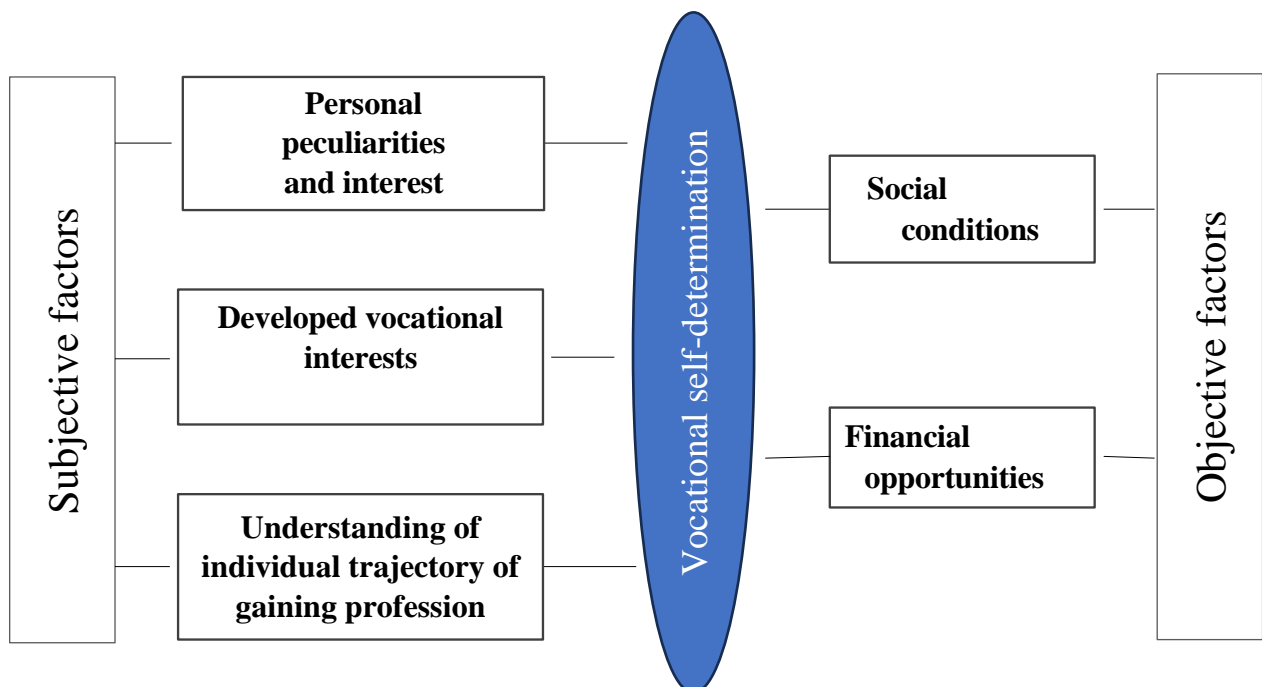 Subjective factors
Personal
peculiarities
and interest
Developed vocational
interests
Understanding of
individual trajectory of
gaining profession
Vocational self-determination
Social
conditions
Financial
opportunities
Objective factors